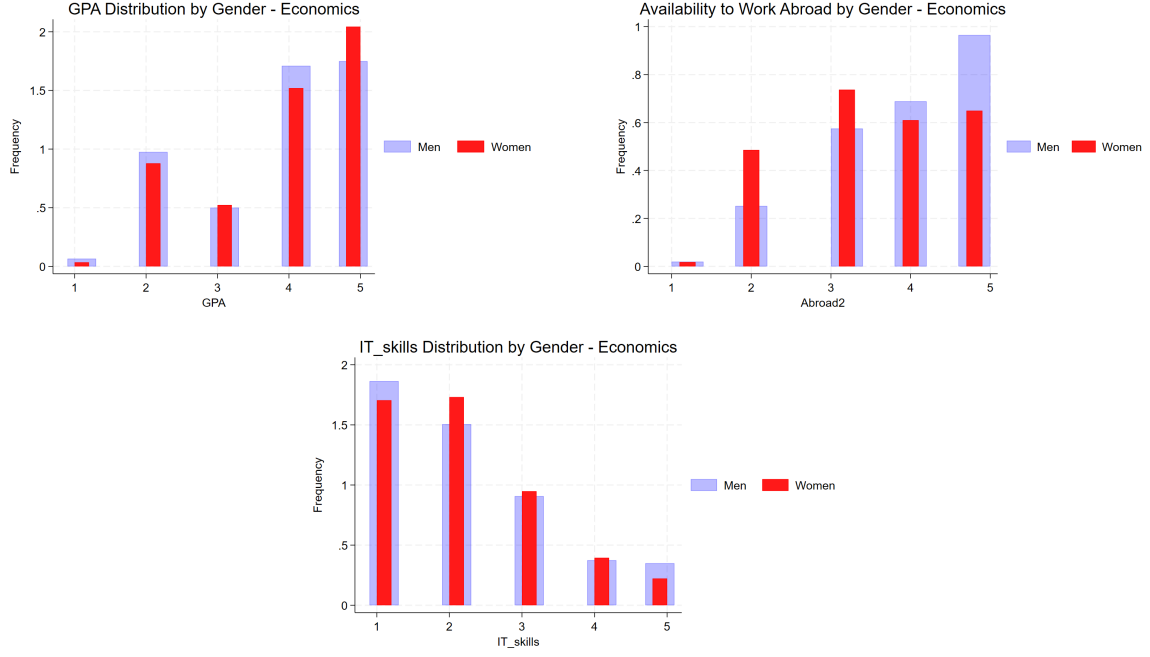 GPA Distribution by Gender - Economics
Frequency
2
1.5
1
.5
0
1 2 3 4 5
GPA
Men Women
Availability to Work Abroad by Gender - Economics
Frequency
1
.8
.6
.4
.2
0
1 2 3 4 5
Abroad2
Men Women
IT_skills Distribution by Gender - Economics
Frequency
2
1.5
1
.5
0
1 2 3 4 5
IT_skills
Men Women